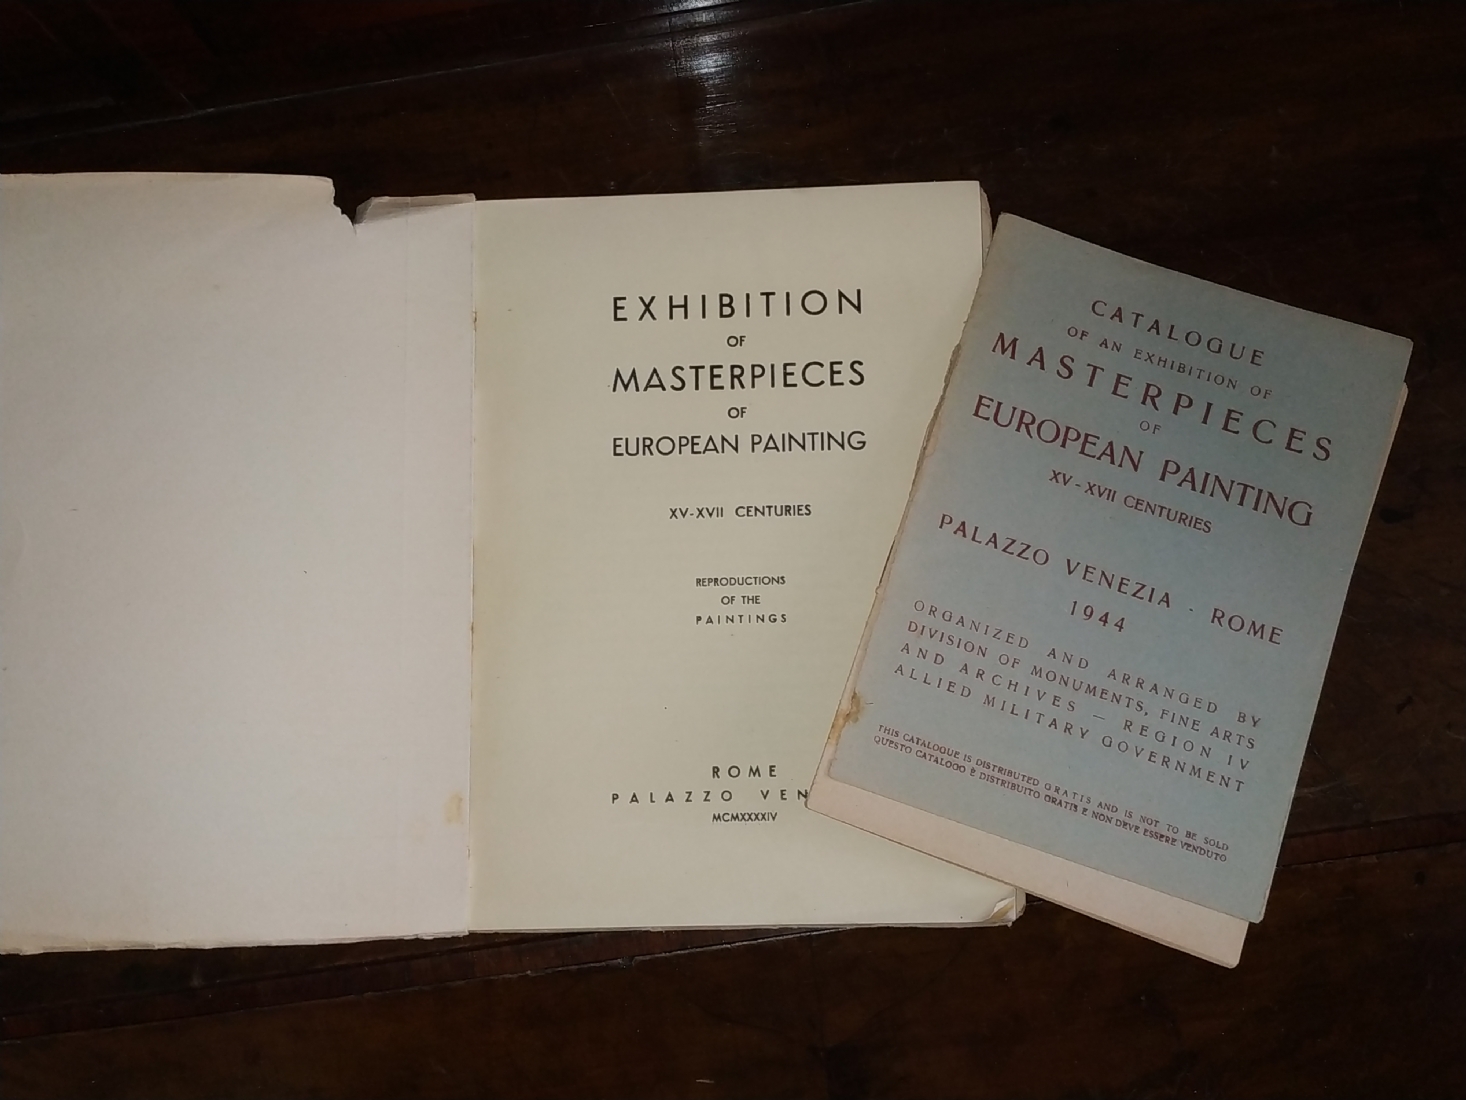 EXHIBITION
OF
MASTERPIECES
OF
EUROPEAN PAINTING
XV-XVII CENTURIES
REPRODUCTIONS
OF THE
PAINTINGS
ROME
PALAZZO VEN
MCMXXXXIV
CATALOGUE
OF AN EXHIBITION OF
MASTERPIECES
OF
EUROPEAN PAINTING
XV-XVII CENTURIES
PALAZZO VENEZIA · ROME
1944
ORGANIZED AND ARRANGED BY
DIVISION OF MONUMENTS, FINE ARTS
AND ARCHIVES — REGION IV
ALLIED MILITARY GOVERNMENT
THIS CATALOGUE IS DISTRIBUTED GRATIS AND IS NOT TO BE SOLD
QUESTO CATALOGO È DISTRIBUITO GRATIS E NON DEVE ESSERE VENDUTO